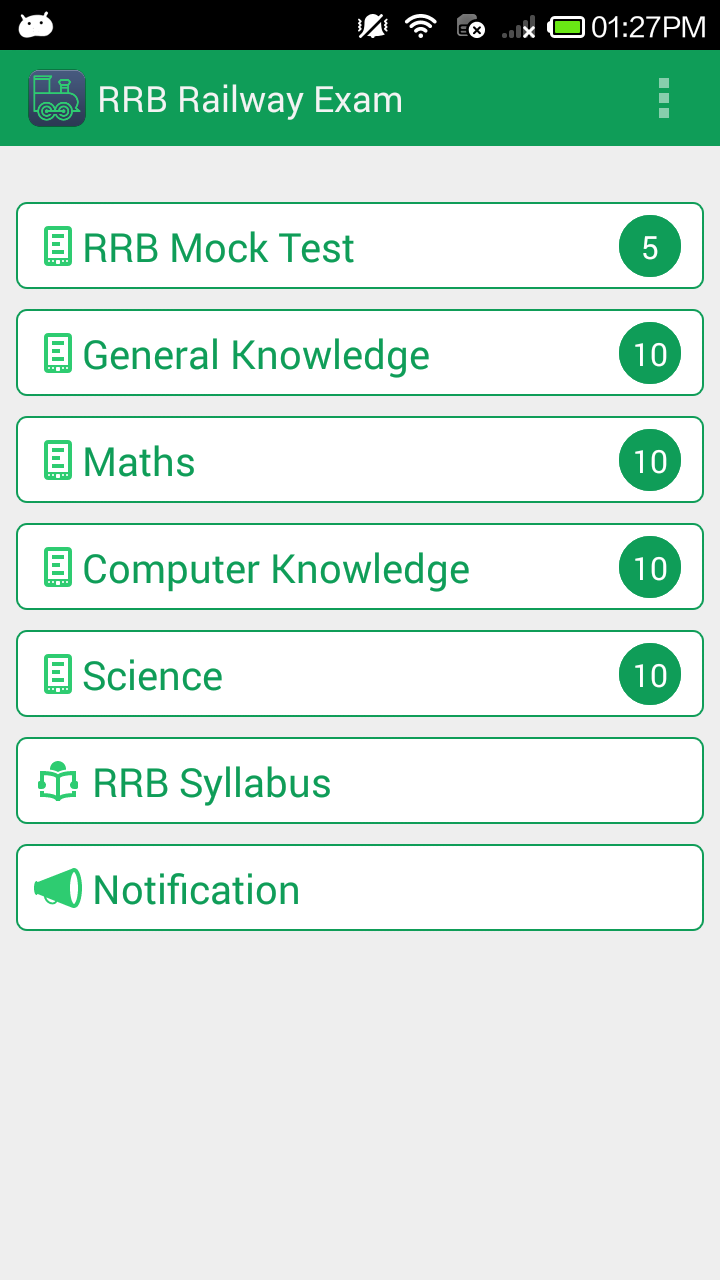 01:27PM
RRB Railway Exam
RRB Mock Test 5
General Knowledge 10
Maths 10
Computer Knowledge 10
Science 10
RRB Syllabus
Notification